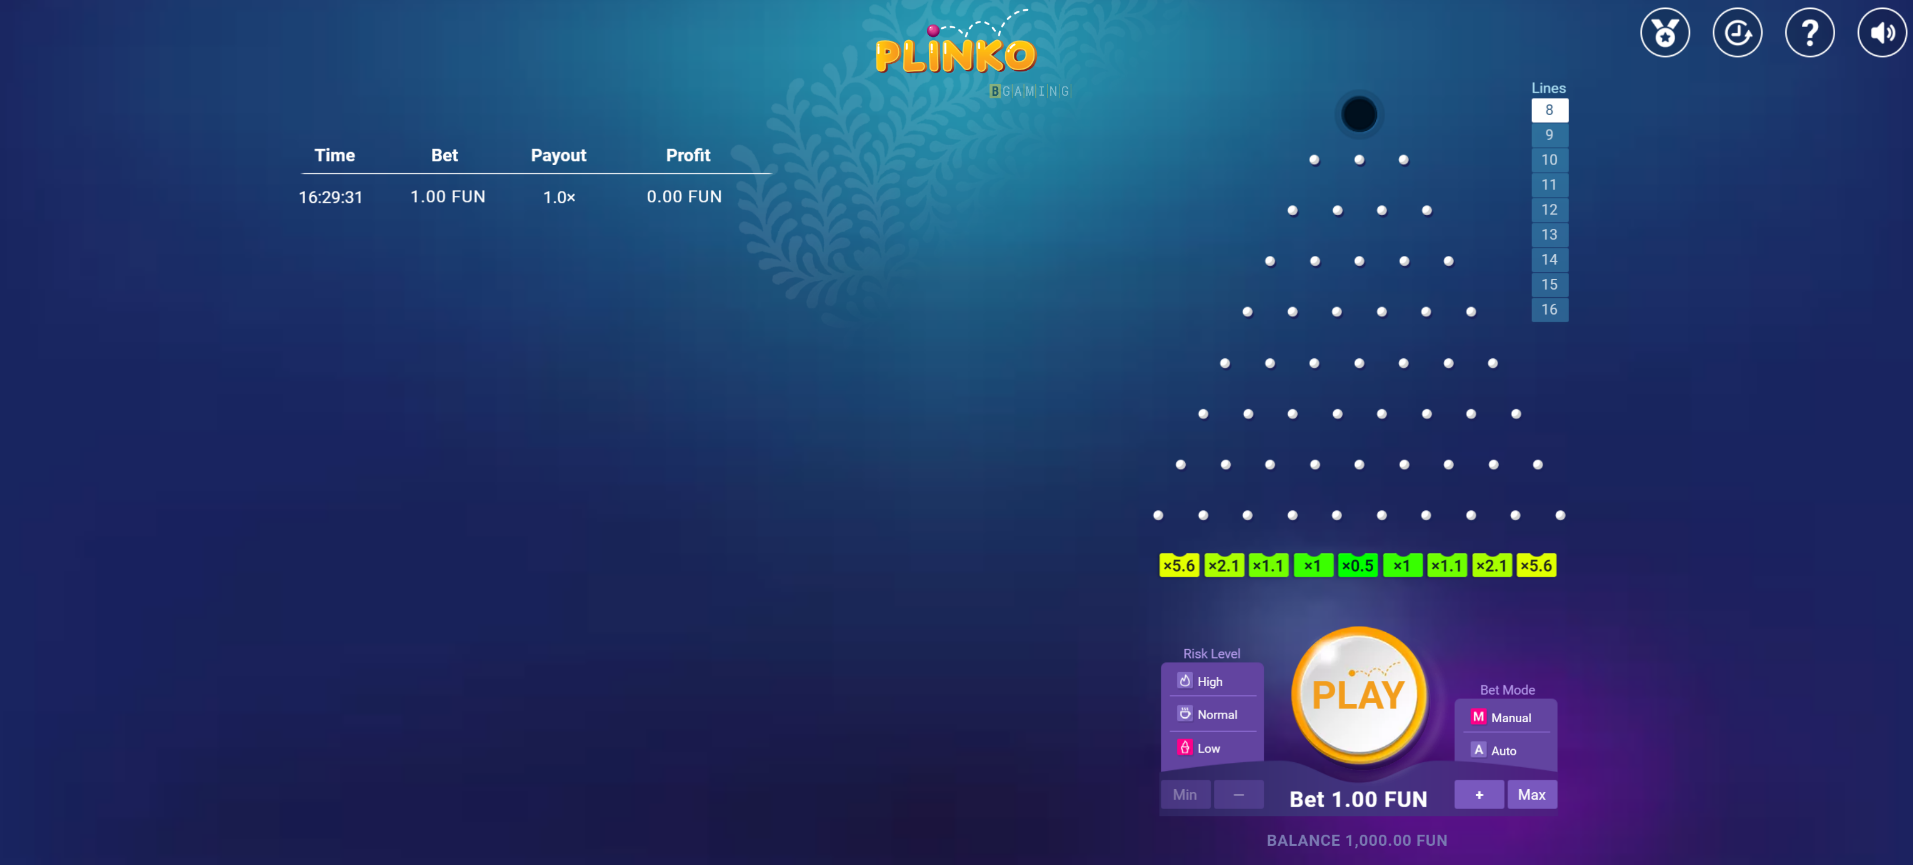 PLINKO
BGAMING
Time Bet Payout Profit
16:29:31 1.00 FUN 1.0× 0.00 FUN
Lines
8
9
10
11
12
13
14
15
16
×5.6 ×2.1 ×1.1 ×1 ×0.5 ×1 ×1.1 ×2.1 ×5.6
Risk Level
High
Normal
Low
PLAY
Bet Mode
M Manual
A Auto
Min − Bet 1.00 FUN + Max
BALANCE 1,000.00 FUN